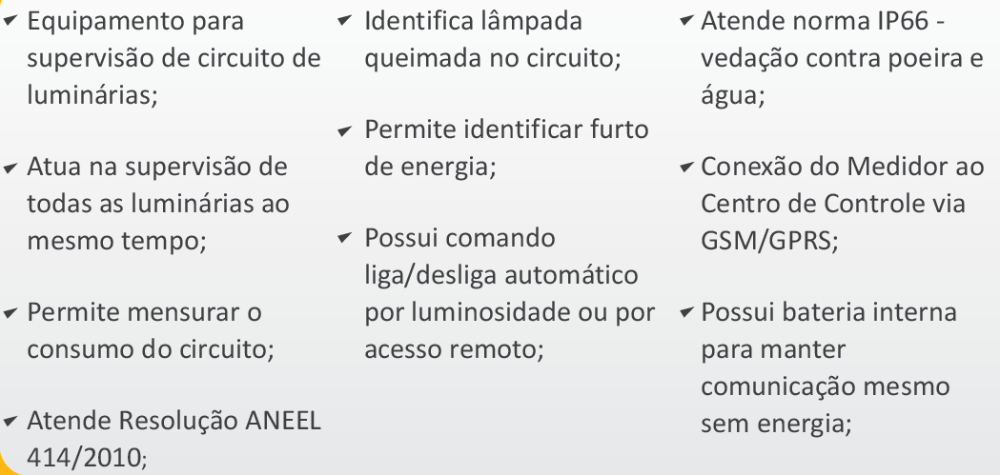 Equipamento para
supervisão de circuito de
luminárias;
Atua na supervisão de
todas as luminárias ao
mesmo tempo;
Permite mensurar o
consumo do circuito;
Atende Resolução ANEEL
414/2010;
Identifica lâmpada
queimada no circuito;
Permite identificar furto
de energia;
Possui comando
liga/desliga automático
por luminosidade ou por
acesso remoto;
Atende norma IP66 -
vedação contra poeira e
água;
Conexão do Medidor ao
Centro de Controle via
GSM/GPRS;
Possui bateria interna
para manter
comunicação mesmo
sem energia;